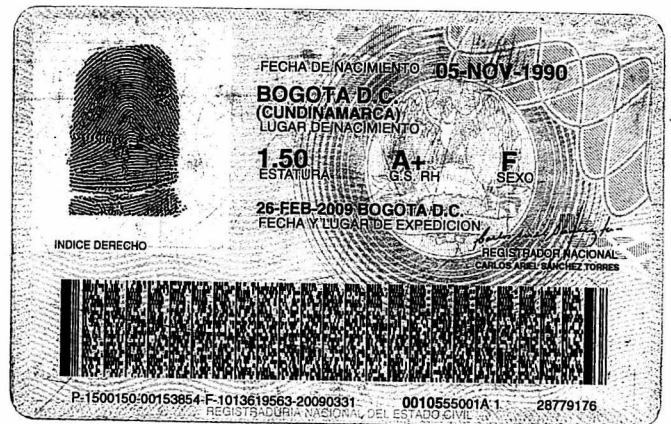 FECHA DE NACIMIENTO 05-NOV-1990
BOGOTA D.C.
(CUNDINAMARCA)
LUGAR DE NACIMIENTO
1.50 A+ F
ESTATURA G.S. RH SEXO
26-FEB-2009 BOGOTA D.C.
FECHA Y LUGAR DE EXPEDICION
INDICE DERECHO
REGISTRADOR NACIONAL
CARLOS ARIEL SANCHEZ TORRES
P-1500150-00153854-F-1013619563-20090331 0010555001A 1 28779176
REGISTRADURIA NACIONAL DEL ESTADO CIVIL